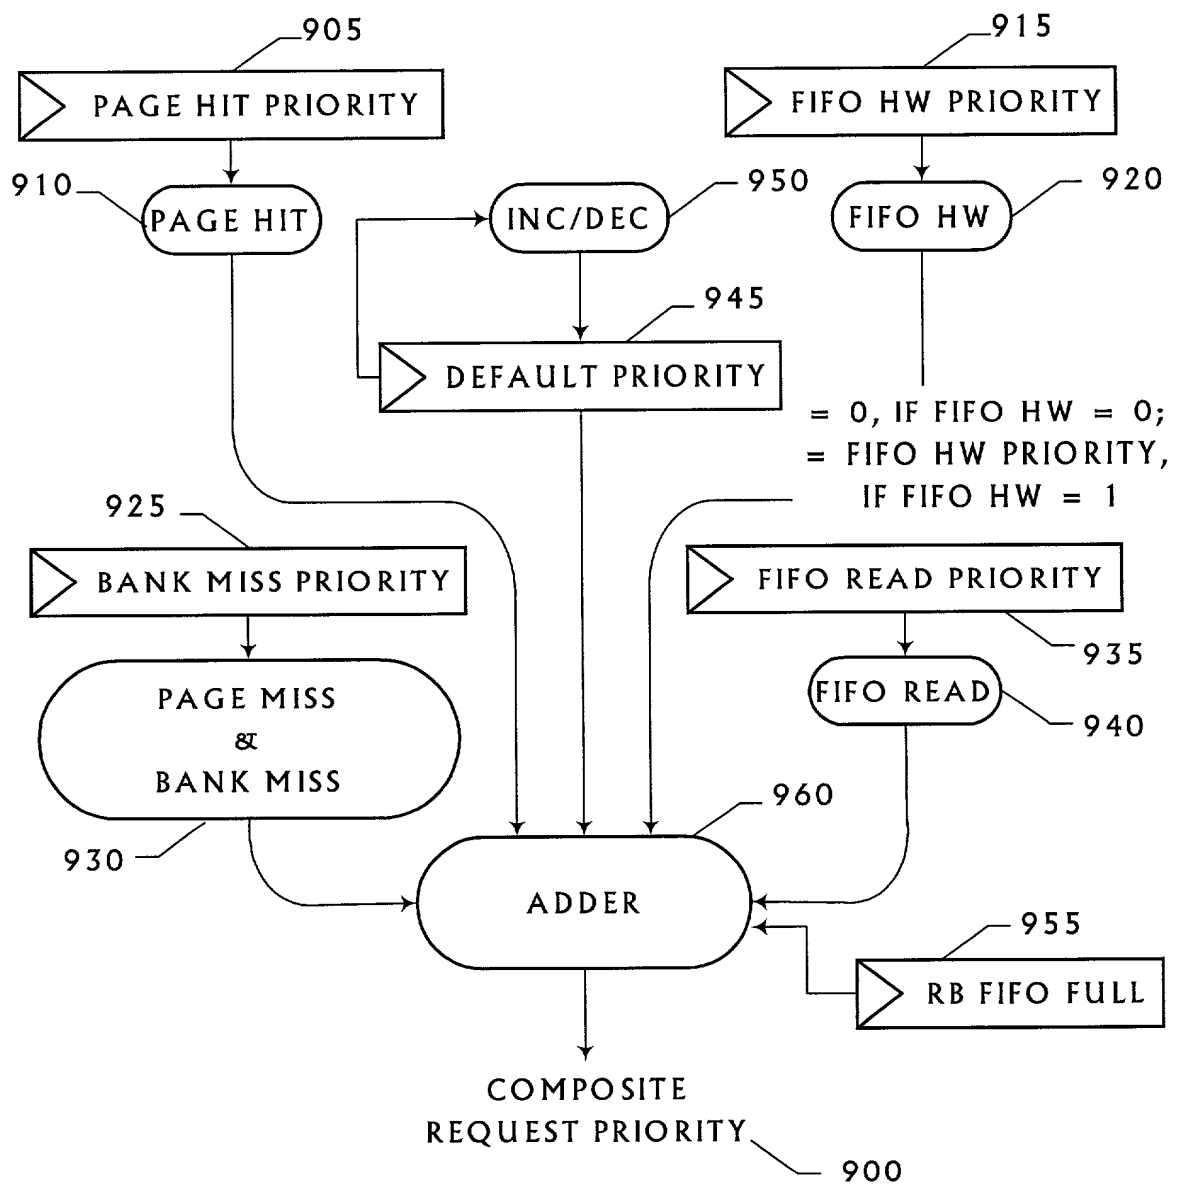 905
PAGE HIT PRIORITY
915
FIFO HW PRIORITY
910
PAGE HIT
950
INC/DEC
920
FIFO HW
945
DEFAULT PRIORITY
= 0, IF FIFO HW = 0;
= FIFO HW PRIORITY,
IF FIFO HW = 1
925
BANK MISS PRIORITY
FIFO READ PRIORITY
935
PAGE MISS
&
BANK MISS
FIFO READ
940
930
960
ADDER
955
RB FIFO FULL
COMPOSITE
REQUEST PRIORITY
900